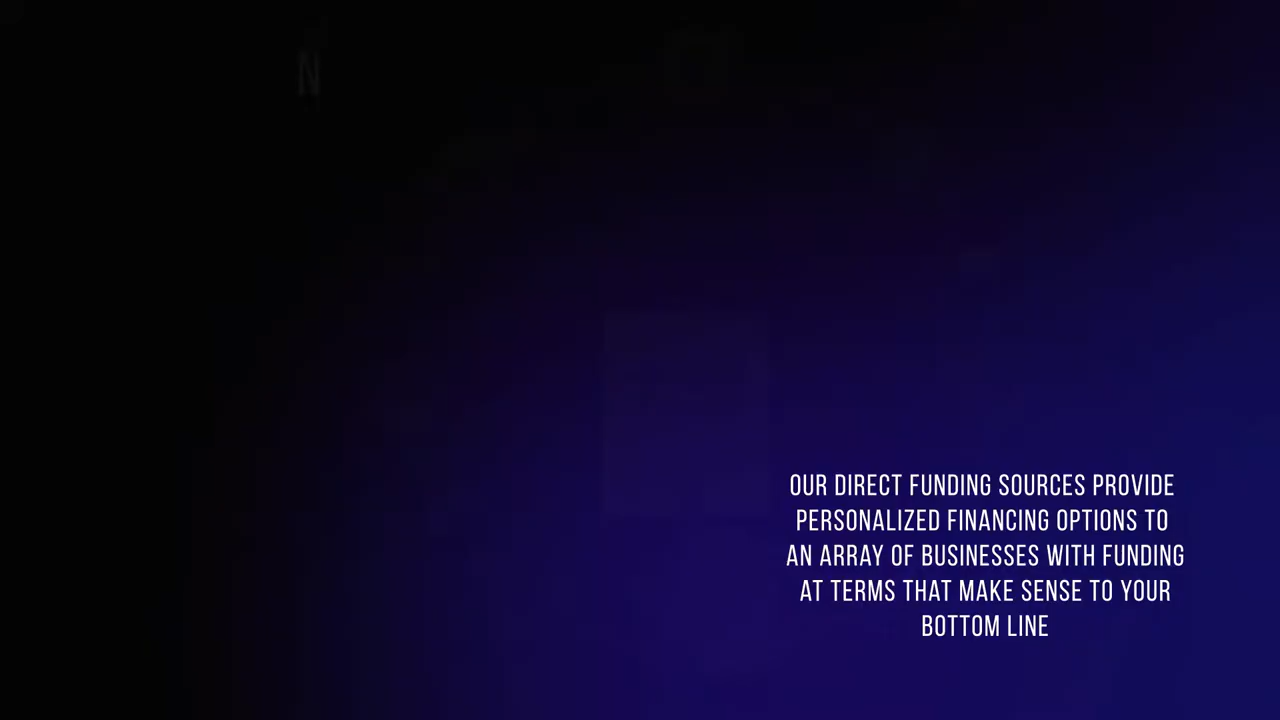 N
OUR DIRECT FUNDING SOURCES PROVIDE
PERSONALIZED FINANCING OPTIONS TO
AN ARRAY OF BUSINESSES WITH FUNDING
AT TERMS THAT MAKE SENSE TO YOUR
BOTTOM LINE